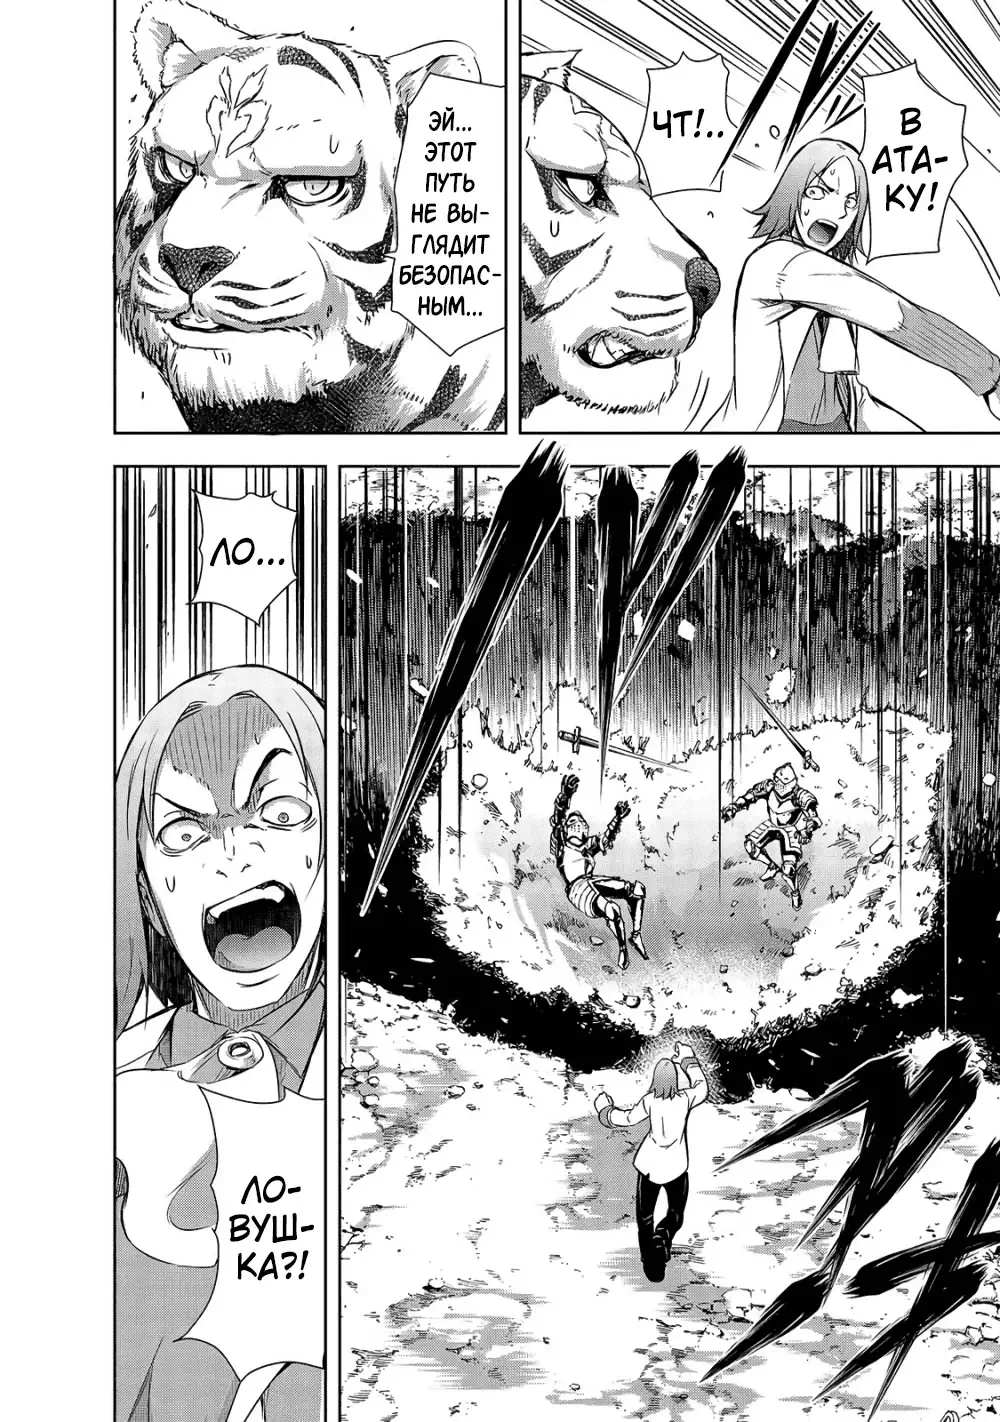 В
АТА-
КУ!
ЧТ!..
ЭЙ...
ЭТОТ
ПУТЬ
НЕ ВЫ-
ГЛЯДИТ
БЕЗОПАС-
НЫМ...
ЛО...
ЛО-
ВУШ-
КА?!